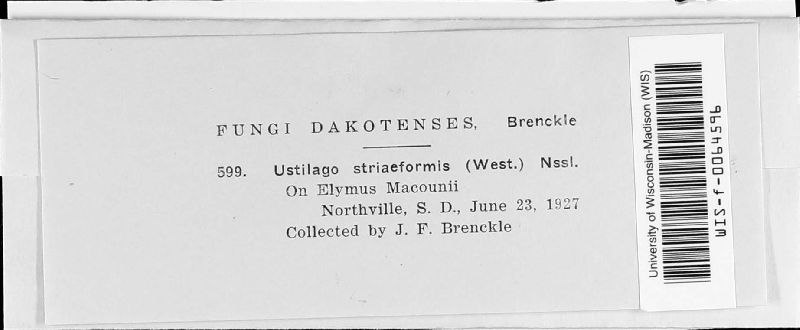 FUNGI DAKOTENSES, Brenckle
599. Ustilago striaeformis (West.) Nssl.
On Elymus Macounii
Northville, S. D., June 23, 1927
Collected by J. F. Brenckle
University of Wisconsin-Madison (WIS)
WIS-f-0064596